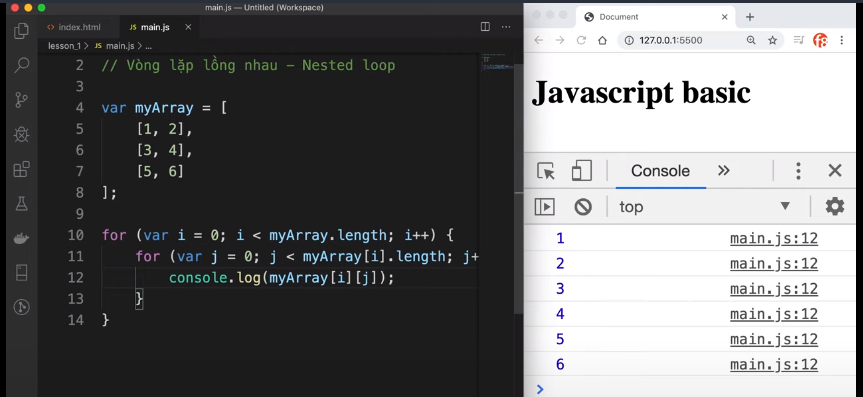 main.js — Untitled (Workspace)
index.html
JS main.js
lesson_1 > JS main.js > ...
2 // Vòng lặp lồng nhau - Nested loop
3
4 var myArray = [
5 [1, 2],
6 [3, 4],
7 [5, 6]
8 ];
9
10 for (var i = 0; i < myArray.length; i++) {
11 for (var j = 0; j < myArray[i].length; j+
12 console.log(myArray[i][j]);
13 }
14 }
Document
127.0.0.1:5500
Javascript basic
Console
top
1 main.js:12
2 main.js:12
3 main.js:12
4 main.js:12
5 main.js:12
6 main.js:12